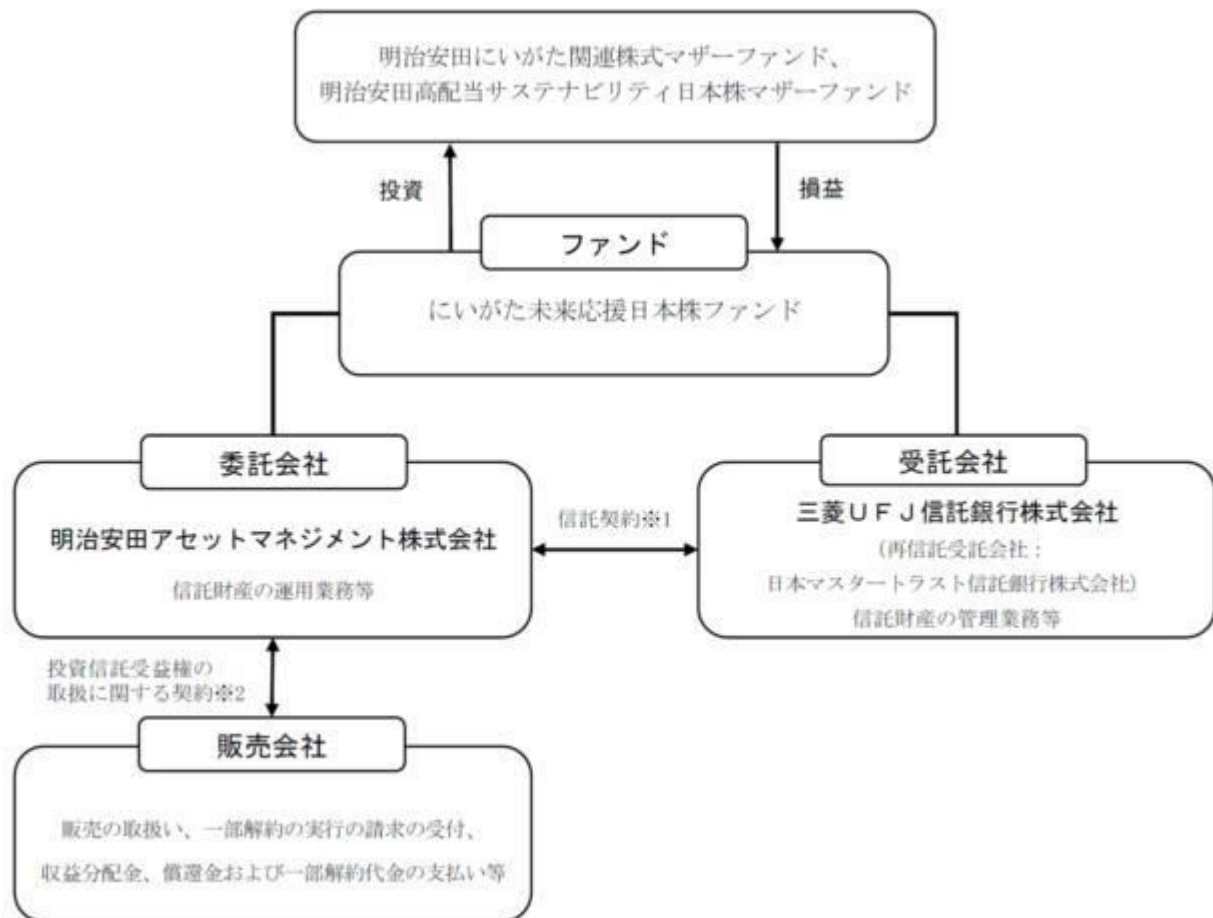 明治安田にいがた関連株式マザーファンド、
明治安田高配当サステナビリティ日本株マザーファンド
投資
損益
ファンド
にいがた未来応援日本株ファンド
委託会社
明治安田アセットマネジメント株式会社
信託財産の運用業務等
信託契約※1
受託会社
三菱ＵＦＪ信託銀行株式会社
(再信託受託会社：
日本マスタートラスト信託銀行株式会社)
信託財産の管理業務等
投資信託受益権の
取扱に関する契約※2
販売会社
販売の取扱い、一部解約の実行の請求の受付、
収益分配金、償還金および一部解約代金の支払い等